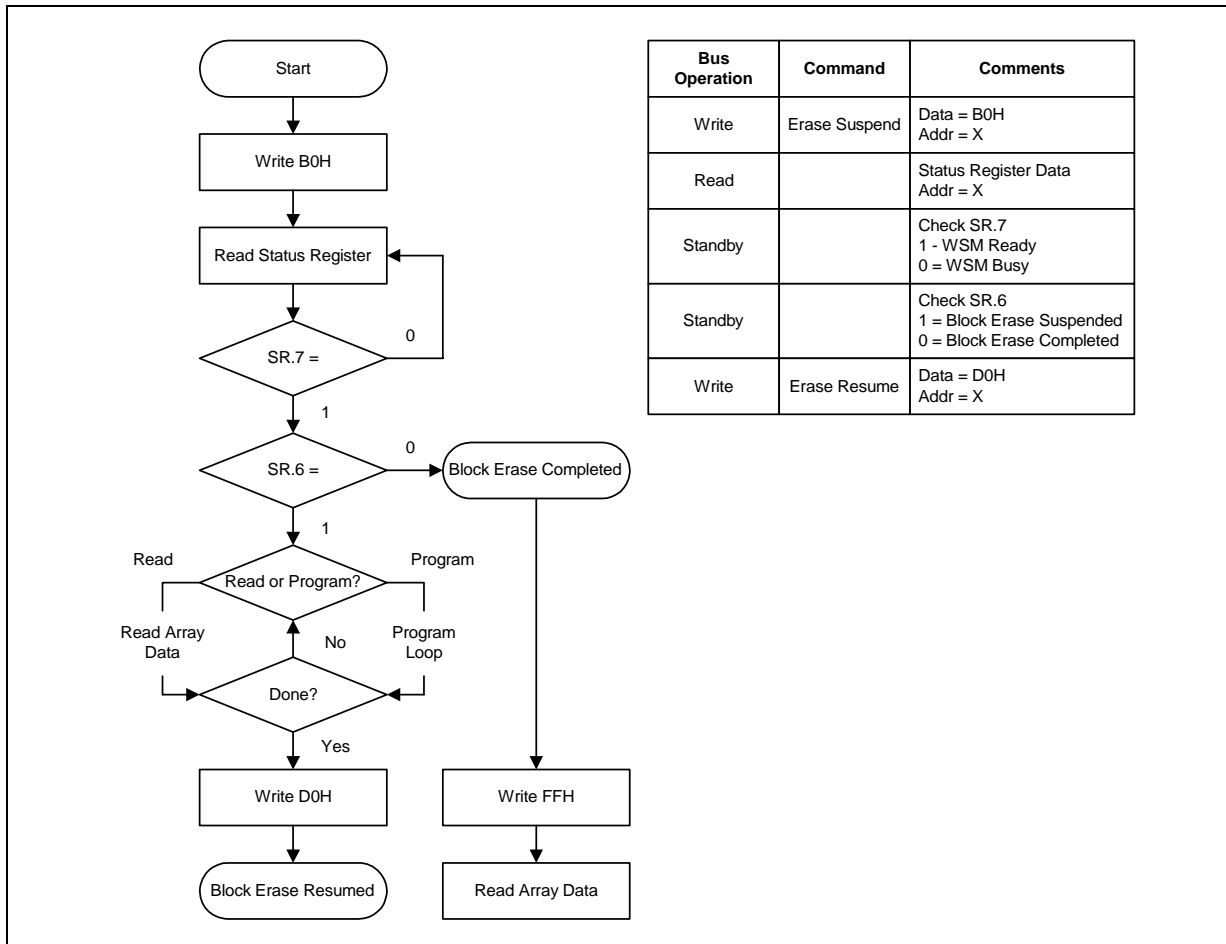 Start
Write B0H
Read Status Register
SR.7 =
0
1
SR.6 =
0
Block Erase Completed
1
Read
Read or Program?
Program
Read Array
Data
No
Program
Loop
Done?
Yes
Write D0H
Write FFH
Block Erase Resumed
Read Array Data
Bus
Operation
Command
Comments
Write
Erase Suspend
Data = B0H
Addr = X
Read
Status Register Data
Addr = X
Standby
Check SR.7
1 - WSM Ready
0 = WSM Busy
Standby
Check SR.6
1 = Block Erase Suspended
0 = Block Erase Completed
Write
Erase Resume
Data = D0H
Addr = X